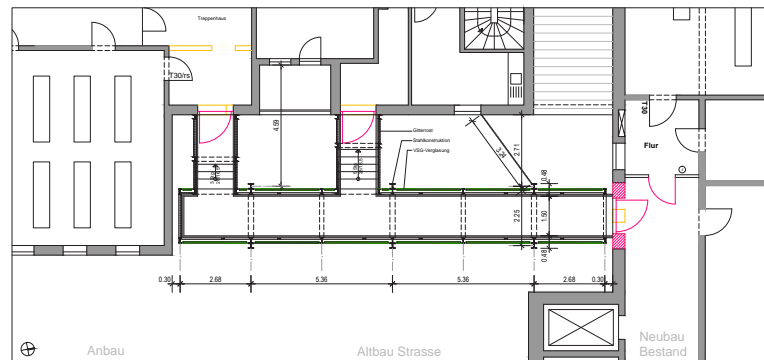 Treppenhaus
T30/rs
T30
Flur
4.59
Gitterrost
Stahlkonstruktion
VSG-Verglasung
3.24
2.71
0.48
2.25
1.50
0.48
0.30
2.68
5.36
5.36
2.68
0.30
Anbau
Altbau Strasse
Neubau
Bestand